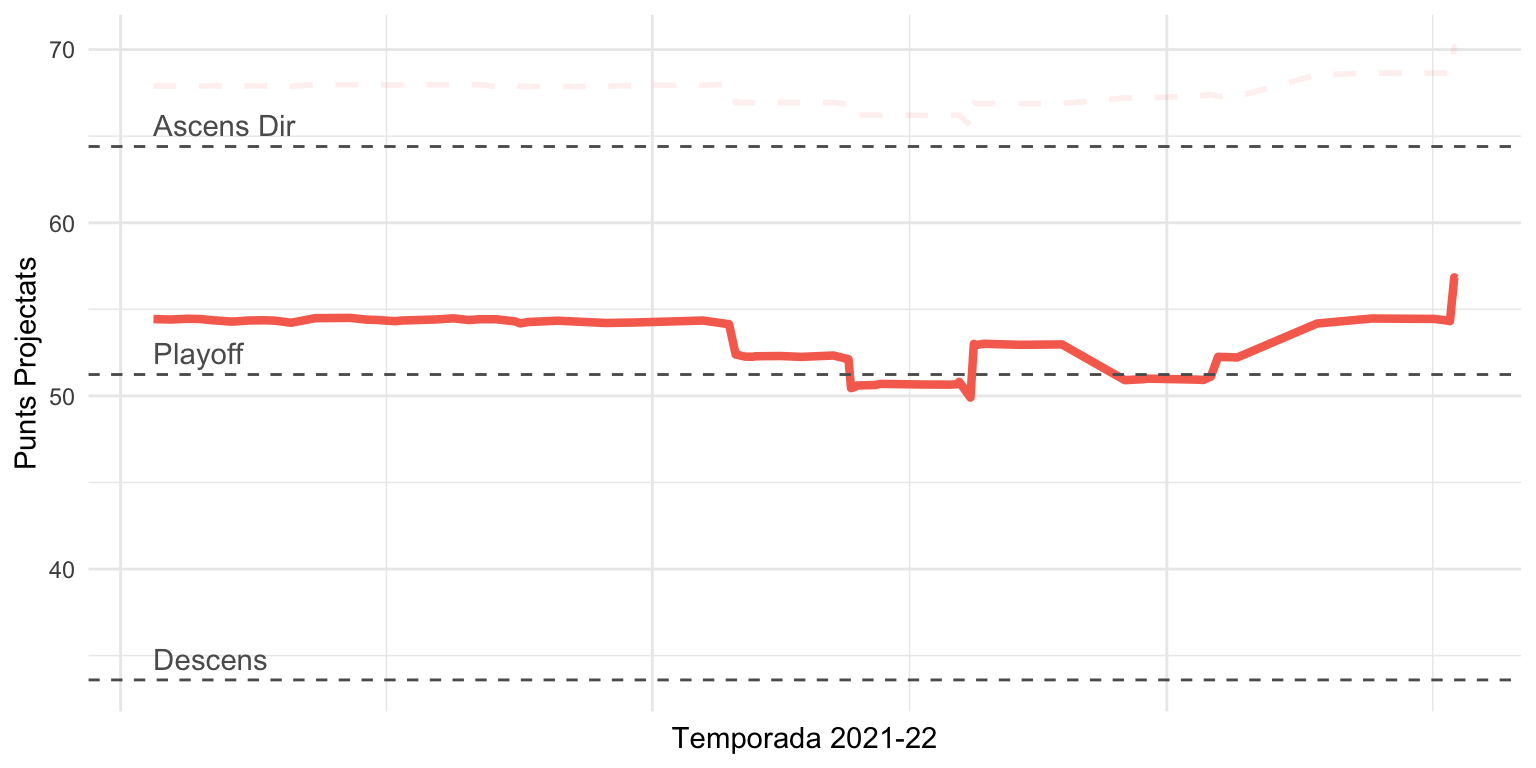 70
Ascens Dir
60
Playoff
50
40
Descens
Punts Projectats
Temporada 2021-22